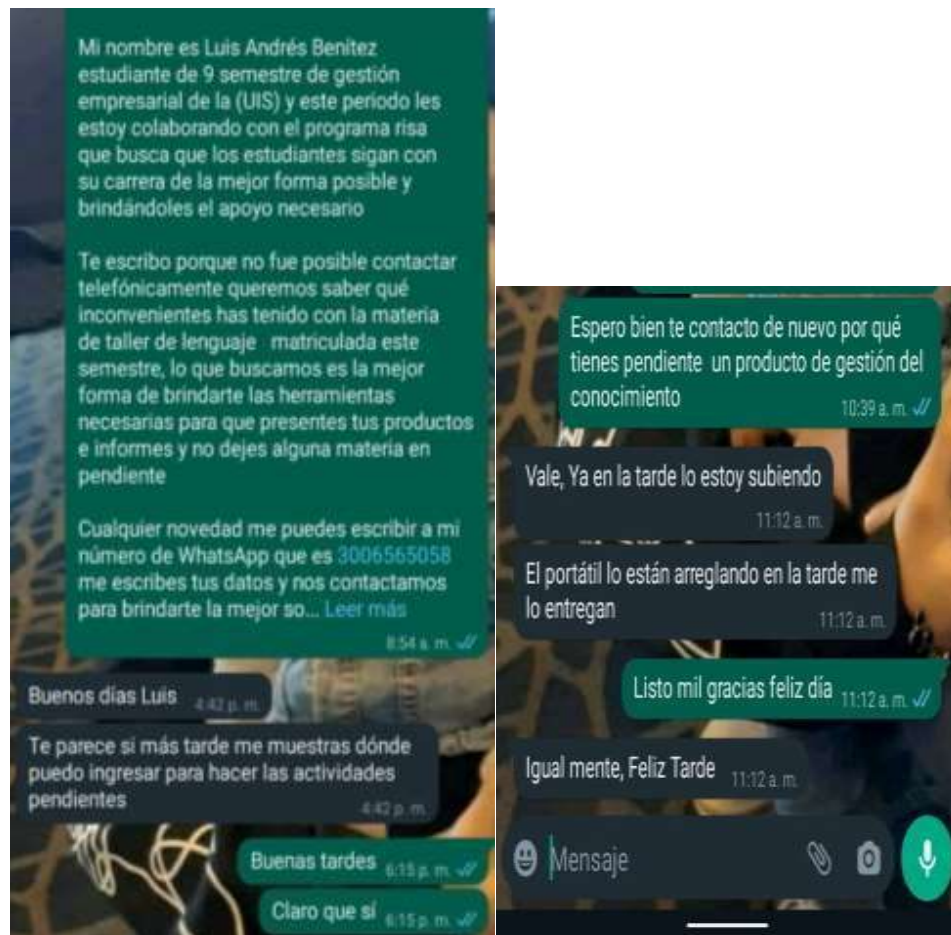 Mi nombre es Luis Andrés Benítez
estudiante de 9 semestre de gestión
empresarial de la (UIS) y este periodo les
estoy colaborando con el programa risa
que busca que los estudiantes sigan con
su carrera de la mejor forma posible y
brindándoles el apoyo necesario
Te escribo porque no fue posible contactar
telefónicamente queremos saber qué
inconvenientes has tenido con la materia
de taller de lenguaje matriculada este
semestre, lo que buscamos es la mejor
forma de brindarte las herramientas
necesarias para que presentes tus productos
e informes y no dejes alguna materia en
pendiente
Cualquier novedad me puedes escribir a mi
número de WhatsApp que es 3006565058
me escribes tus datos y nos contactamos
para brindarte la mejor so... Leer más
8:54 a. m.
Buenos días Luis 4:42 p. m.
Te parece si más tarde me muestras dónde
puedo ingresar para hacer las actividades
pendientes
4:42 p. m.
Buenas tardes 6:15 p. m.
Claro que sí 6:15 p. m.
Espero bien te contacto de nuevo por qué
tienes pendiente un producto de gestión del
conocimiento
10:39 a. m.
Vale, Ya en la tarde lo estoy subiendo
11:12 a. m.
El portátil lo están arreglando en la tarde me
lo entregan
11:12 a. m.
Listo mil gracias feliz día 11:12 a. m.
Igual mente, Feliz Tarde 11:12 a. m.
Mensaje